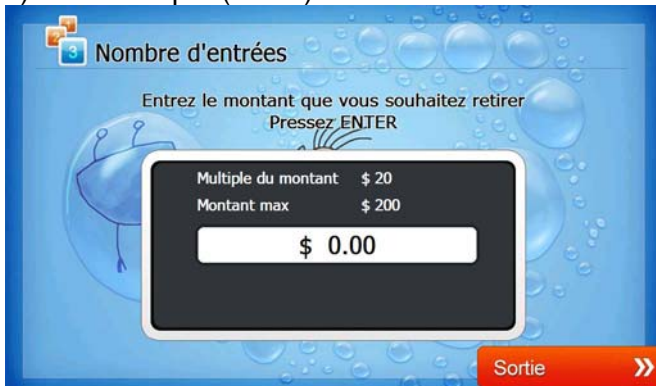 Nombre d'entrées
Entrez le montant que vous souhaitez retirer
Pressez ENTER
Multiple du montant $ 20
Montant max $ 200
$ 0.00
Sortie »